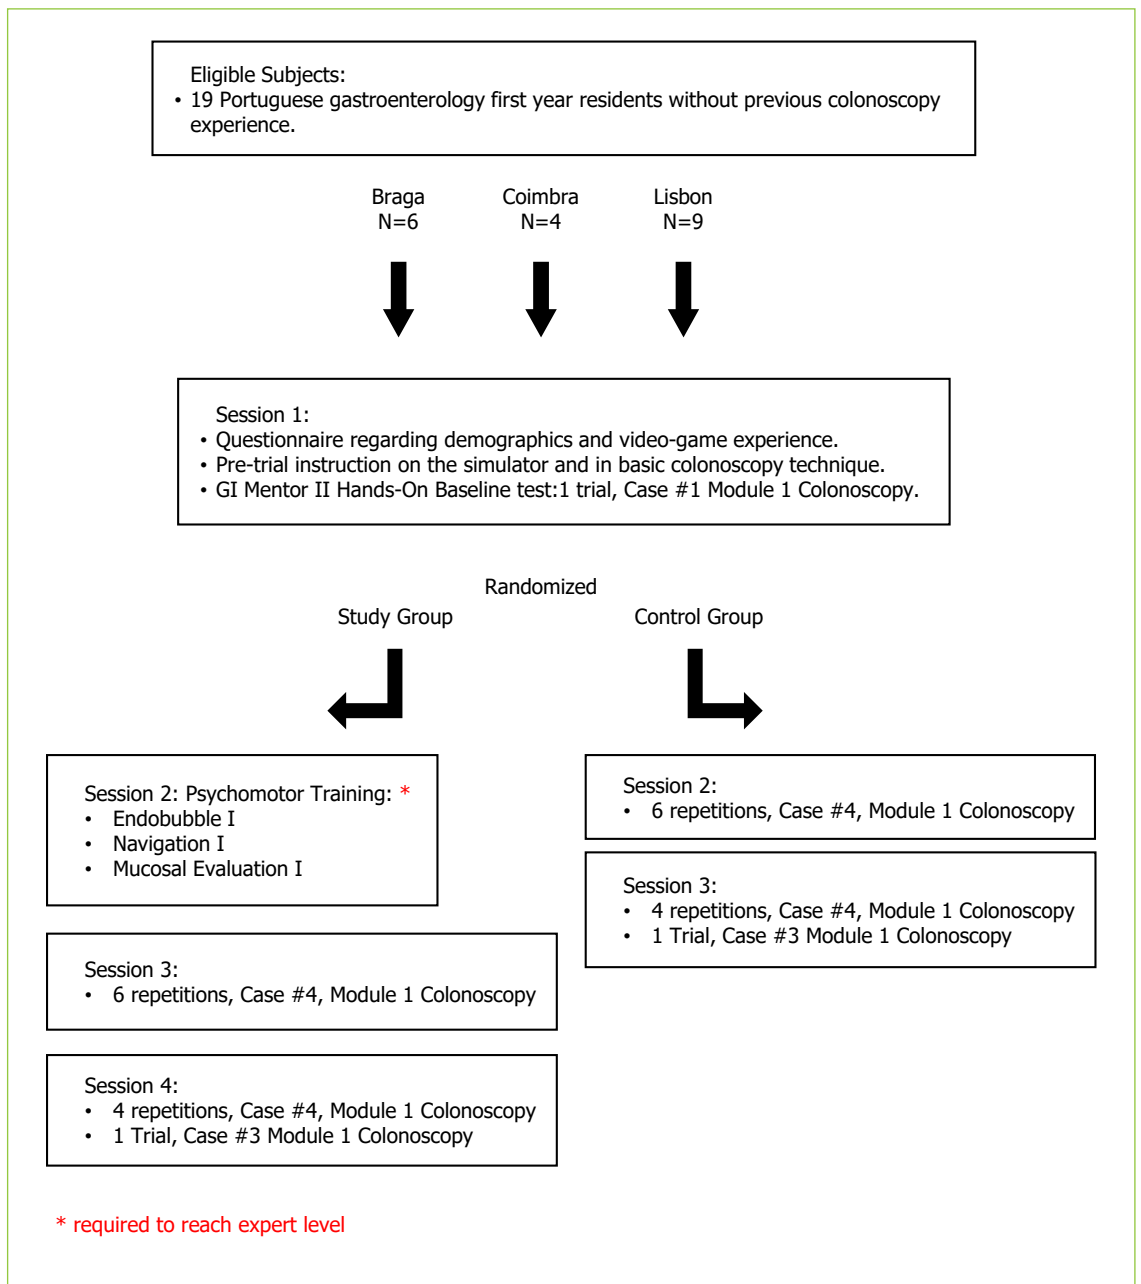 Eligible Subjects:
• 19 Portuguese gastroenterology first year residents without previous colonoscopy
experience.
Braga
N=6
Coimbra
N=4
Lisbon
N=9
Session 1:
• Questionnaire regarding demographics and video-game experience.
• Pre-trial instruction on the simulator and in basic colonoscopy technique.
• GI Mentor II Hands-On Baseline test:1 trial, Case #1 Module 1 Colonoscopy.
Randomized
Study Group
Control Group
Session 2: Psychomotor Training: *
• Endobubble I
• Navigation I
• Mucosal Evaluation I
Session 3:
• 6 repetitions, Case #4, Module 1 Colonoscopy
Session 4:
• 4 repetitions, Case #4, Module 1 Colonoscopy
• 1 Trial, Case #3 Module 1 Colonoscopy
Session 2:
• 6 repetitions, Case #4, Module 1 Colonoscopy
Session 3:
• 4 repetitions, Case #4, Module 1 Colonoscopy
• 1 Trial, Case #3 Module 1 Colonoscopy
* required to reach expert level